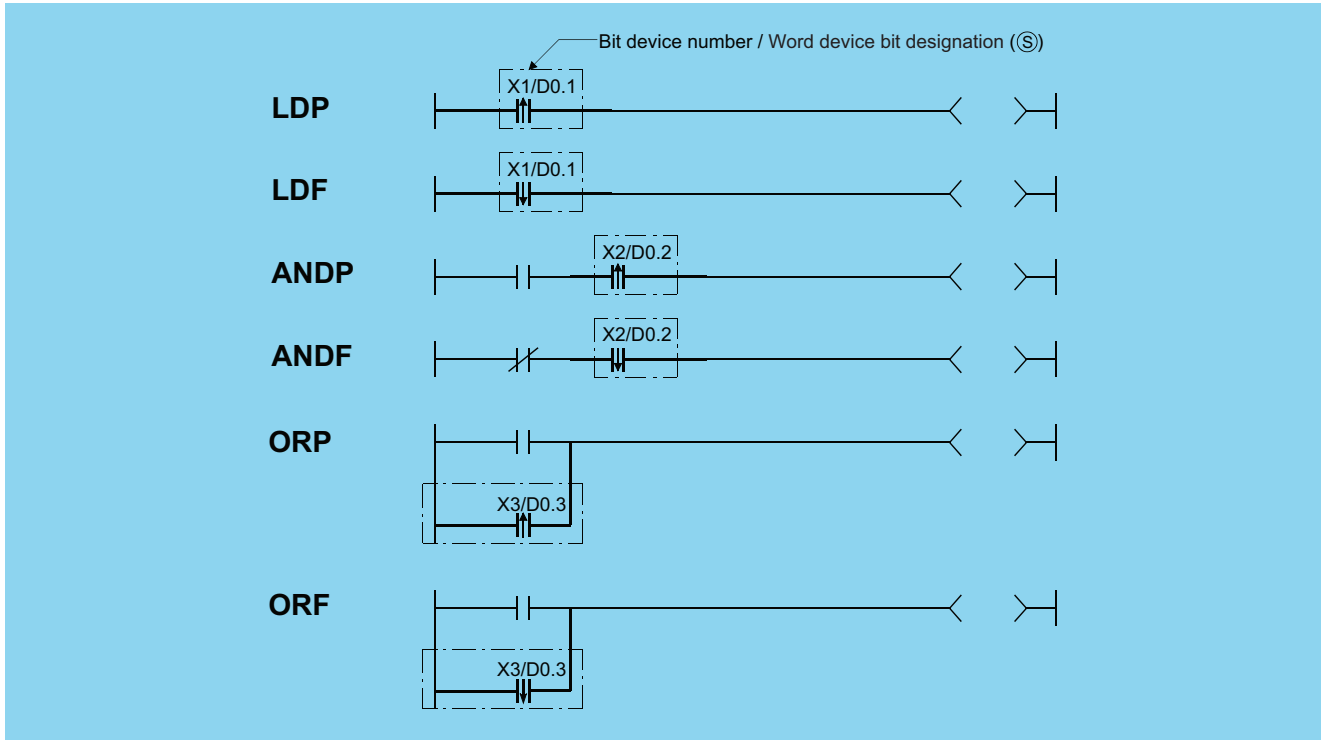 Bit device number / Word device bit designation (Ⓢ)
LDP X1/D0.1
LDF X1/D0.1
ANDP X2/D0.2
ANDF X2/D0.2
ORP
X3/D0.3
ORF
X3/D0.3